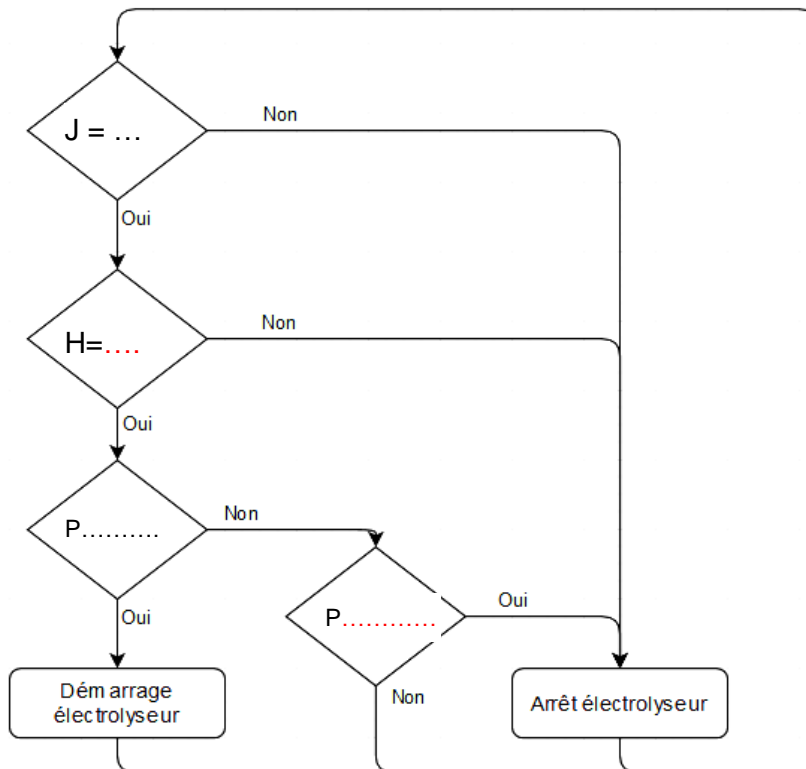 J = ...
Non
Oui
H=....
Non
Oui
P..........
Non
Oui
P............
Oui
Non
Démarrage
électrolyseur
Arrêt électrolyseur